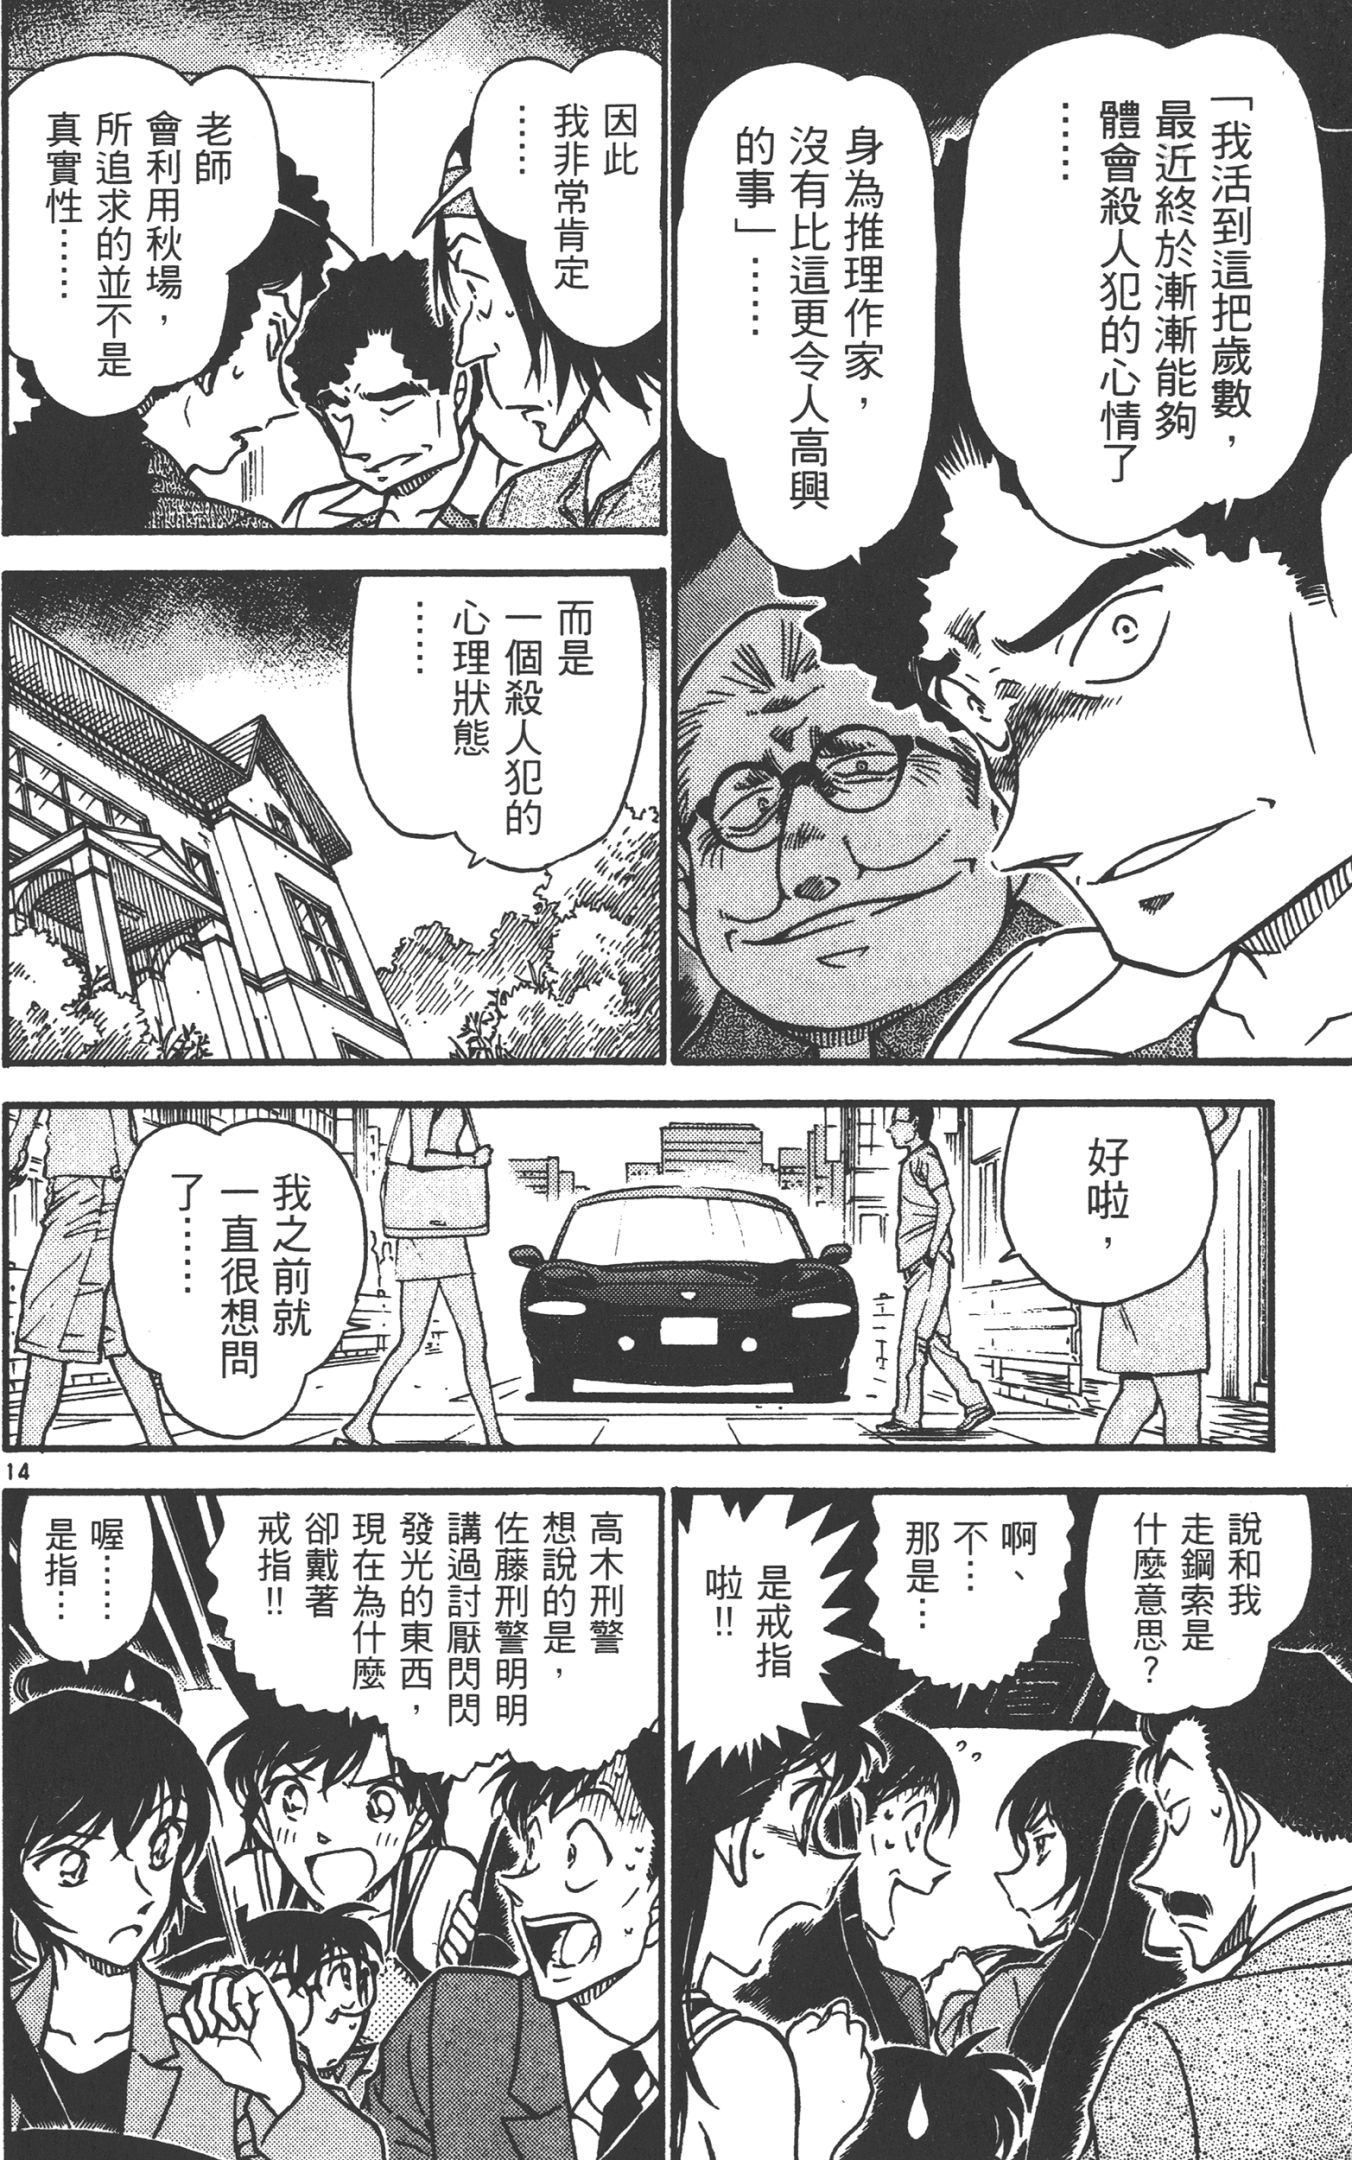 「我活到這把歲數，
最近終於漸漸能夠
體會殺人犯的心情了
……
身為推理作家，
沒有比這更令人高興
的事」……
因此
我非常肯定
……
老師
會利用秋場，
所追求的並不是
真實性……
而是
一個殺人犯的
心理狀態
……
好啦，
我之前就
一直很想問
了……
14
說和我
走鋼索是
什麼意思？
啊、
不…
那是…
是戒指
啦!!
高木刑警
想說的是，
佐藤刑警明明
講過討厭閃閃
發光的東西，
現在為什麼
卻戴著
戒指!!
喔……
是指…